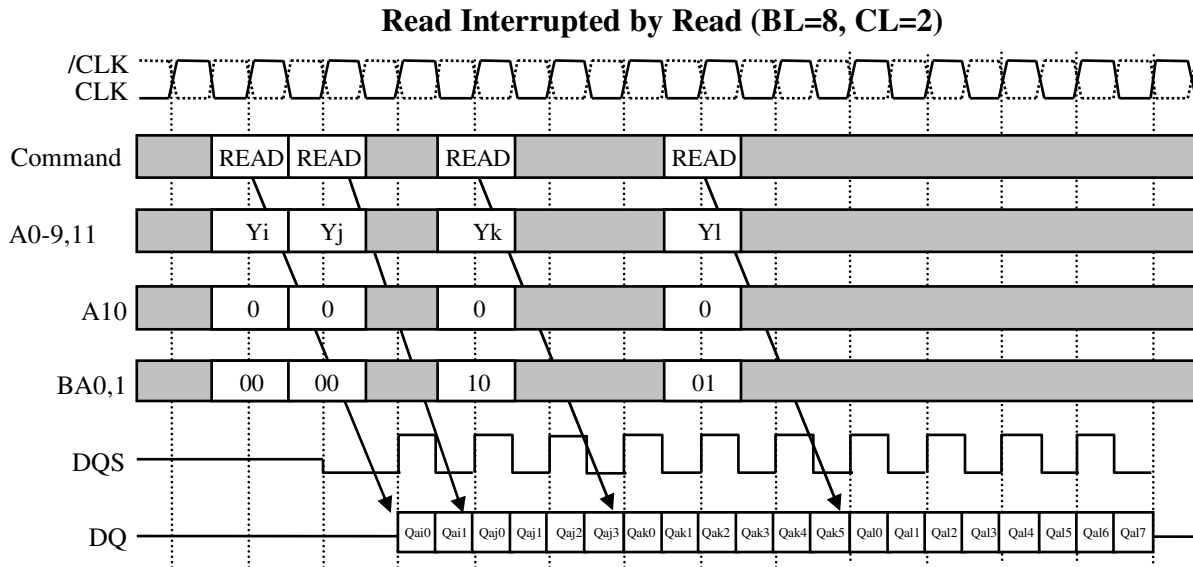 Read Interrupted by Read (BL=8, CL=2)
/CLK
CLK
Command READ READ READ READ
A0-9,11 Yi Yj Yk Yl
A10 0 0 0 0
BA0,1 00 00 10 01
DQS
DQ Qai0 Qai1 Qaj0 Qaj1 Qaj2 Qaj3 Qak0 Qak1 Qak2 Qak3 Qak4 Qak5 Qal0 Qal1 Qal2 Qal3 Qal4 Qal5 Qal6 Qal7